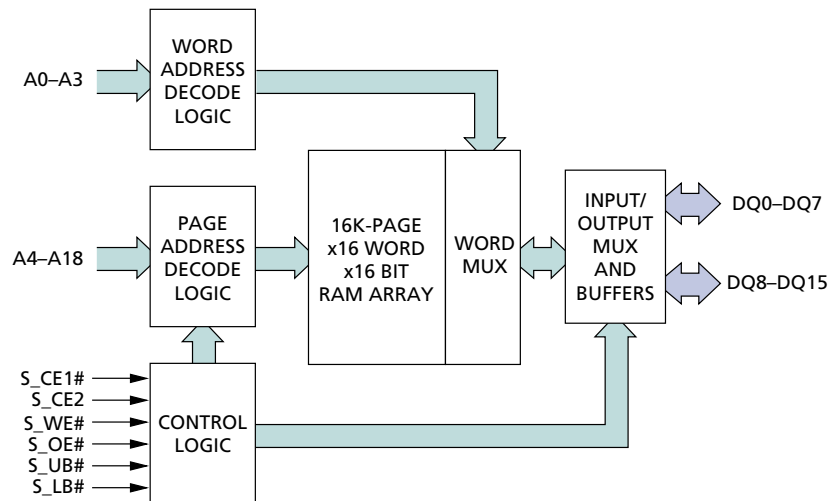 A0–A3
WORD
ADDRESS
DECODE
LOGIC
A4–A18
PAGE
ADDRESS
DECODE
LOGIC
16K-PAGE
x16 WORD
x16 BIT
RAM ARRAY
WORD
MUX
INPUT/
OUTPUT
MUX
AND
BUFFERS
DQ0–DQ7
DQ8–DQ15
S_CE1#
S_CE2
S_WE#
S_OE#
S_UB#
S_LB#
CONTROL
LOGIC